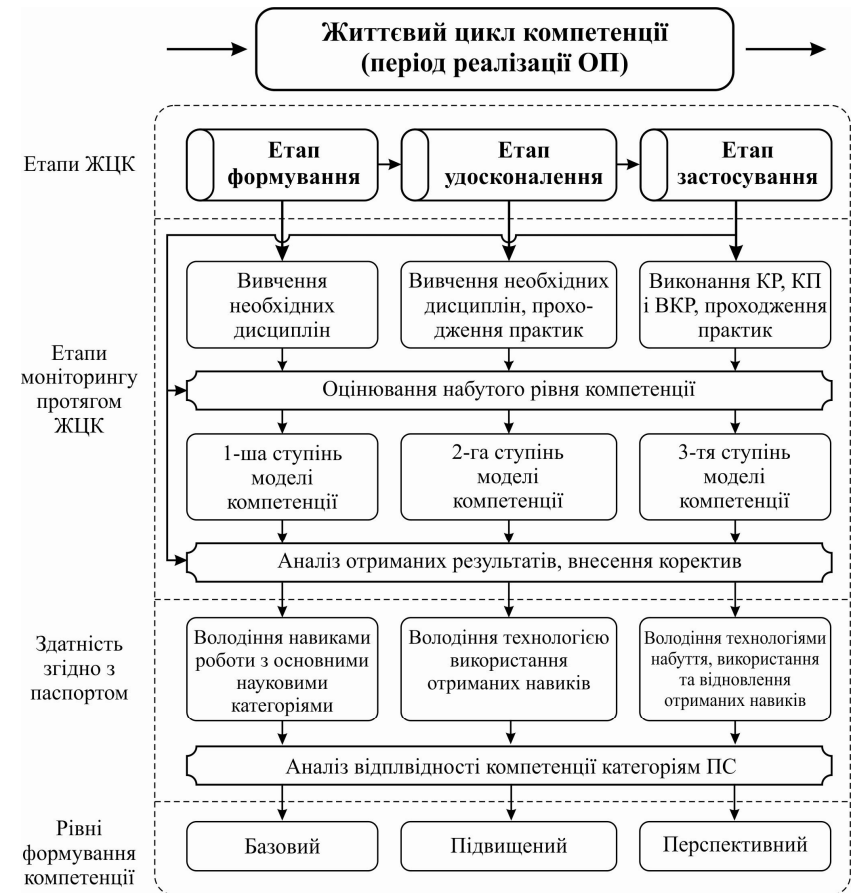 Життєвий цикл компетенції
(період реалізації ОП)
Етапи ЖЦК
Етап
формування
Етап
удосконалення
Етап
застосування
Етапи
моніторингу
протягом
ЖЦК
Вивчення
необхідних
дисциплін
Вивчення необхідних
дисциплін, прохо-
дження практик
Виконання КР, КП
і ВКР, проходження
практик
Оцінювання набутого рівня компетенції
1-ша ступінь
моделі
компетенції
2-га ступінь
моделі
компетенції
3-тя ступінь
моделі
компетенції
Аналіз отриманих результатів, внесення коректив
Здатність
згідно з
паспортом
Володіння навиками
роботи з основними
науковими
категоріями
Володіння технологією
використання
отриманих навиків
Володіння технологіями
набуття, використання
та відновлення
отриманих навиків
Аналіз відплвідності компетенції категоріям ПС
Рівні
формування
компетенції
Базовий
Підвищений
Перспективний